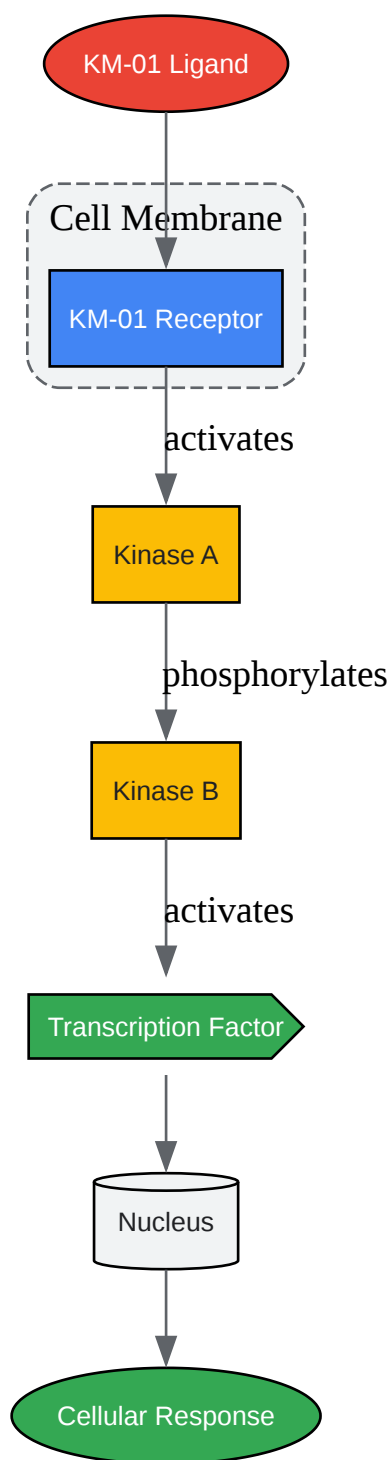 KM-01 Ligand
Cell Membrane
KM-01 Receptor
activates
Kinase A
phosphorylates
Kinase B
activates
Transcription Factor
Nucleus
Cellular Response